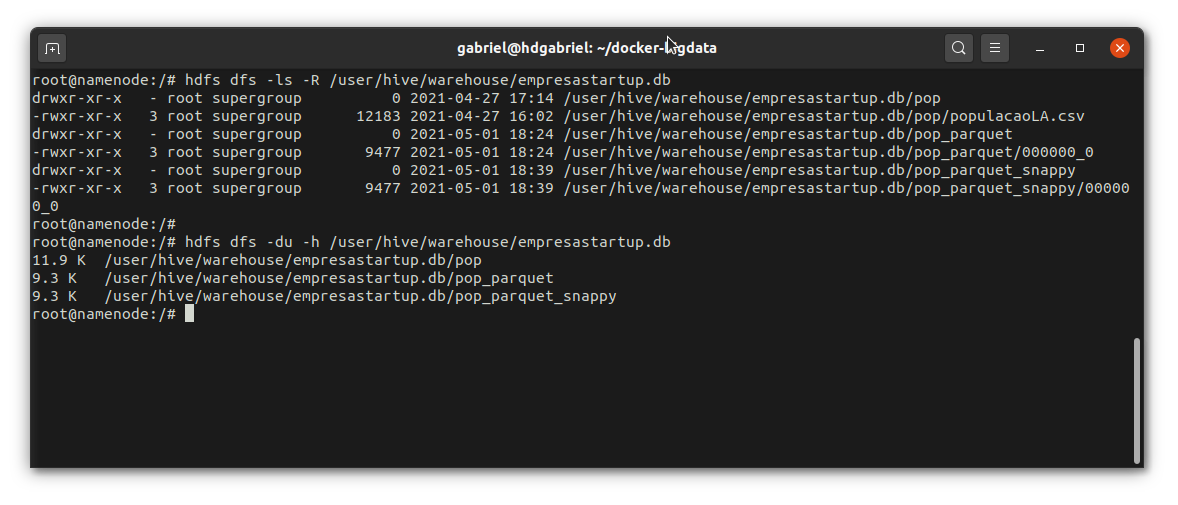 gabriel@hdgabriel: ~/docker-bigdata
root@namenode:/# hdfs dfs -ls -R /user/hive/warehouse/empresastartup.db
drwxr-xr-x   - root supergroup          0 2021-04-27 17:14 /user/hive/warehouse/empresastartup.db/pop
-rwxr-xr-x   3 root supergroup      12183 2021-04-27 16:02 /user/hive/warehouse/empresastartup.db/pop/populacaoLA.csv
drwxr-xr-x   - root supergroup          0 2021-05-01 18:24 /user/hive/warehouse/empresastartup.db/pop_parquet
-rwxr-xr-x   3 root supergroup       9477 2021-05-01 18:24 /user/hive/warehouse/empresastartup.db/pop_parquet/000000_0
drwxr-xr-x   - root supergroup          0 2021-05-01 18:39 /user/hive/warehouse/empresastartup.db/pop_parquet_snappy
-rwxr-xr-x   3 root supergroup       9477 2021-05-01 18:39 /user/hive/warehouse/empresastartup.db/pop_parquet_snappy/00000
0_0
root@namenode:/#
root@namenode:/# hdfs dfs -du -h /user/hive/warehouse/empresastartup.db
11.9 K  /user/hive/warehouse/empresastartup.db/pop
9.3 K   /user/hive/warehouse/empresastartup.db/pop_parquet
9.3 K   /user/hive/warehouse/empresastartup.db/pop_parquet_snappy
root@namenode:/#